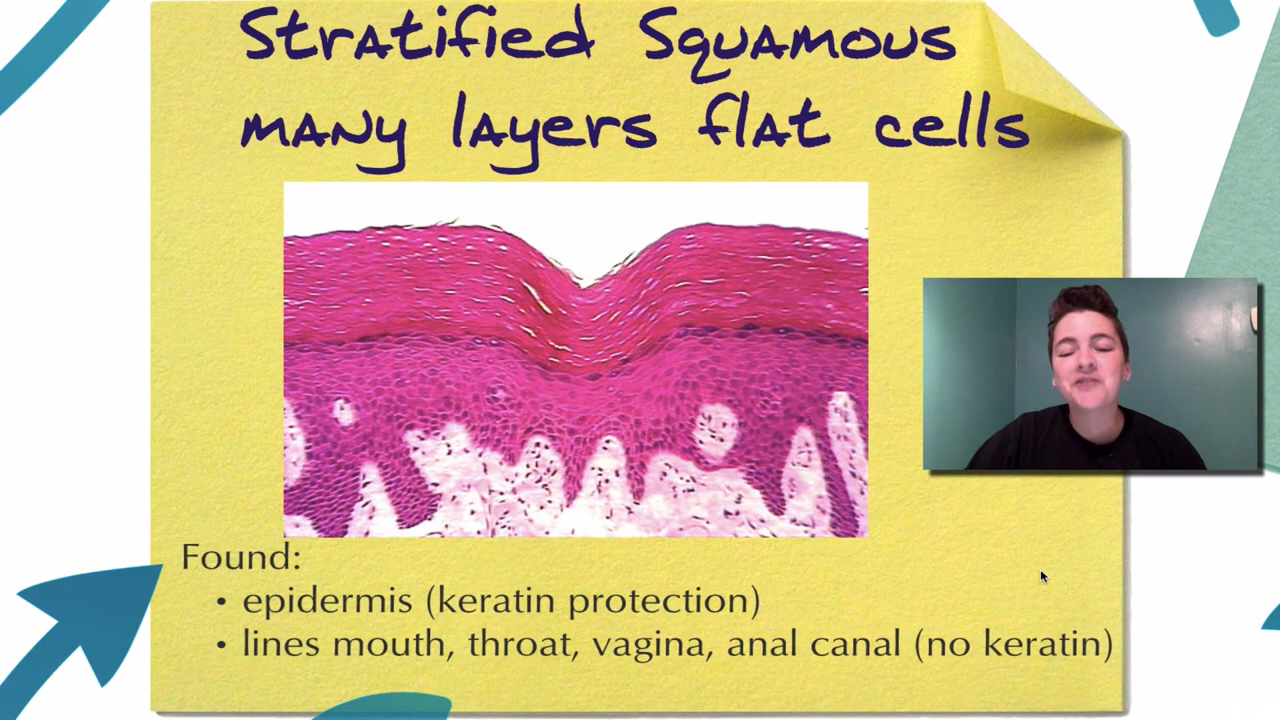 Stratified Squamous
many layers flat cells
Found:
• epidermis (keratin protection)
• lines mouth, throat, vagina, anal canal (no keratin)